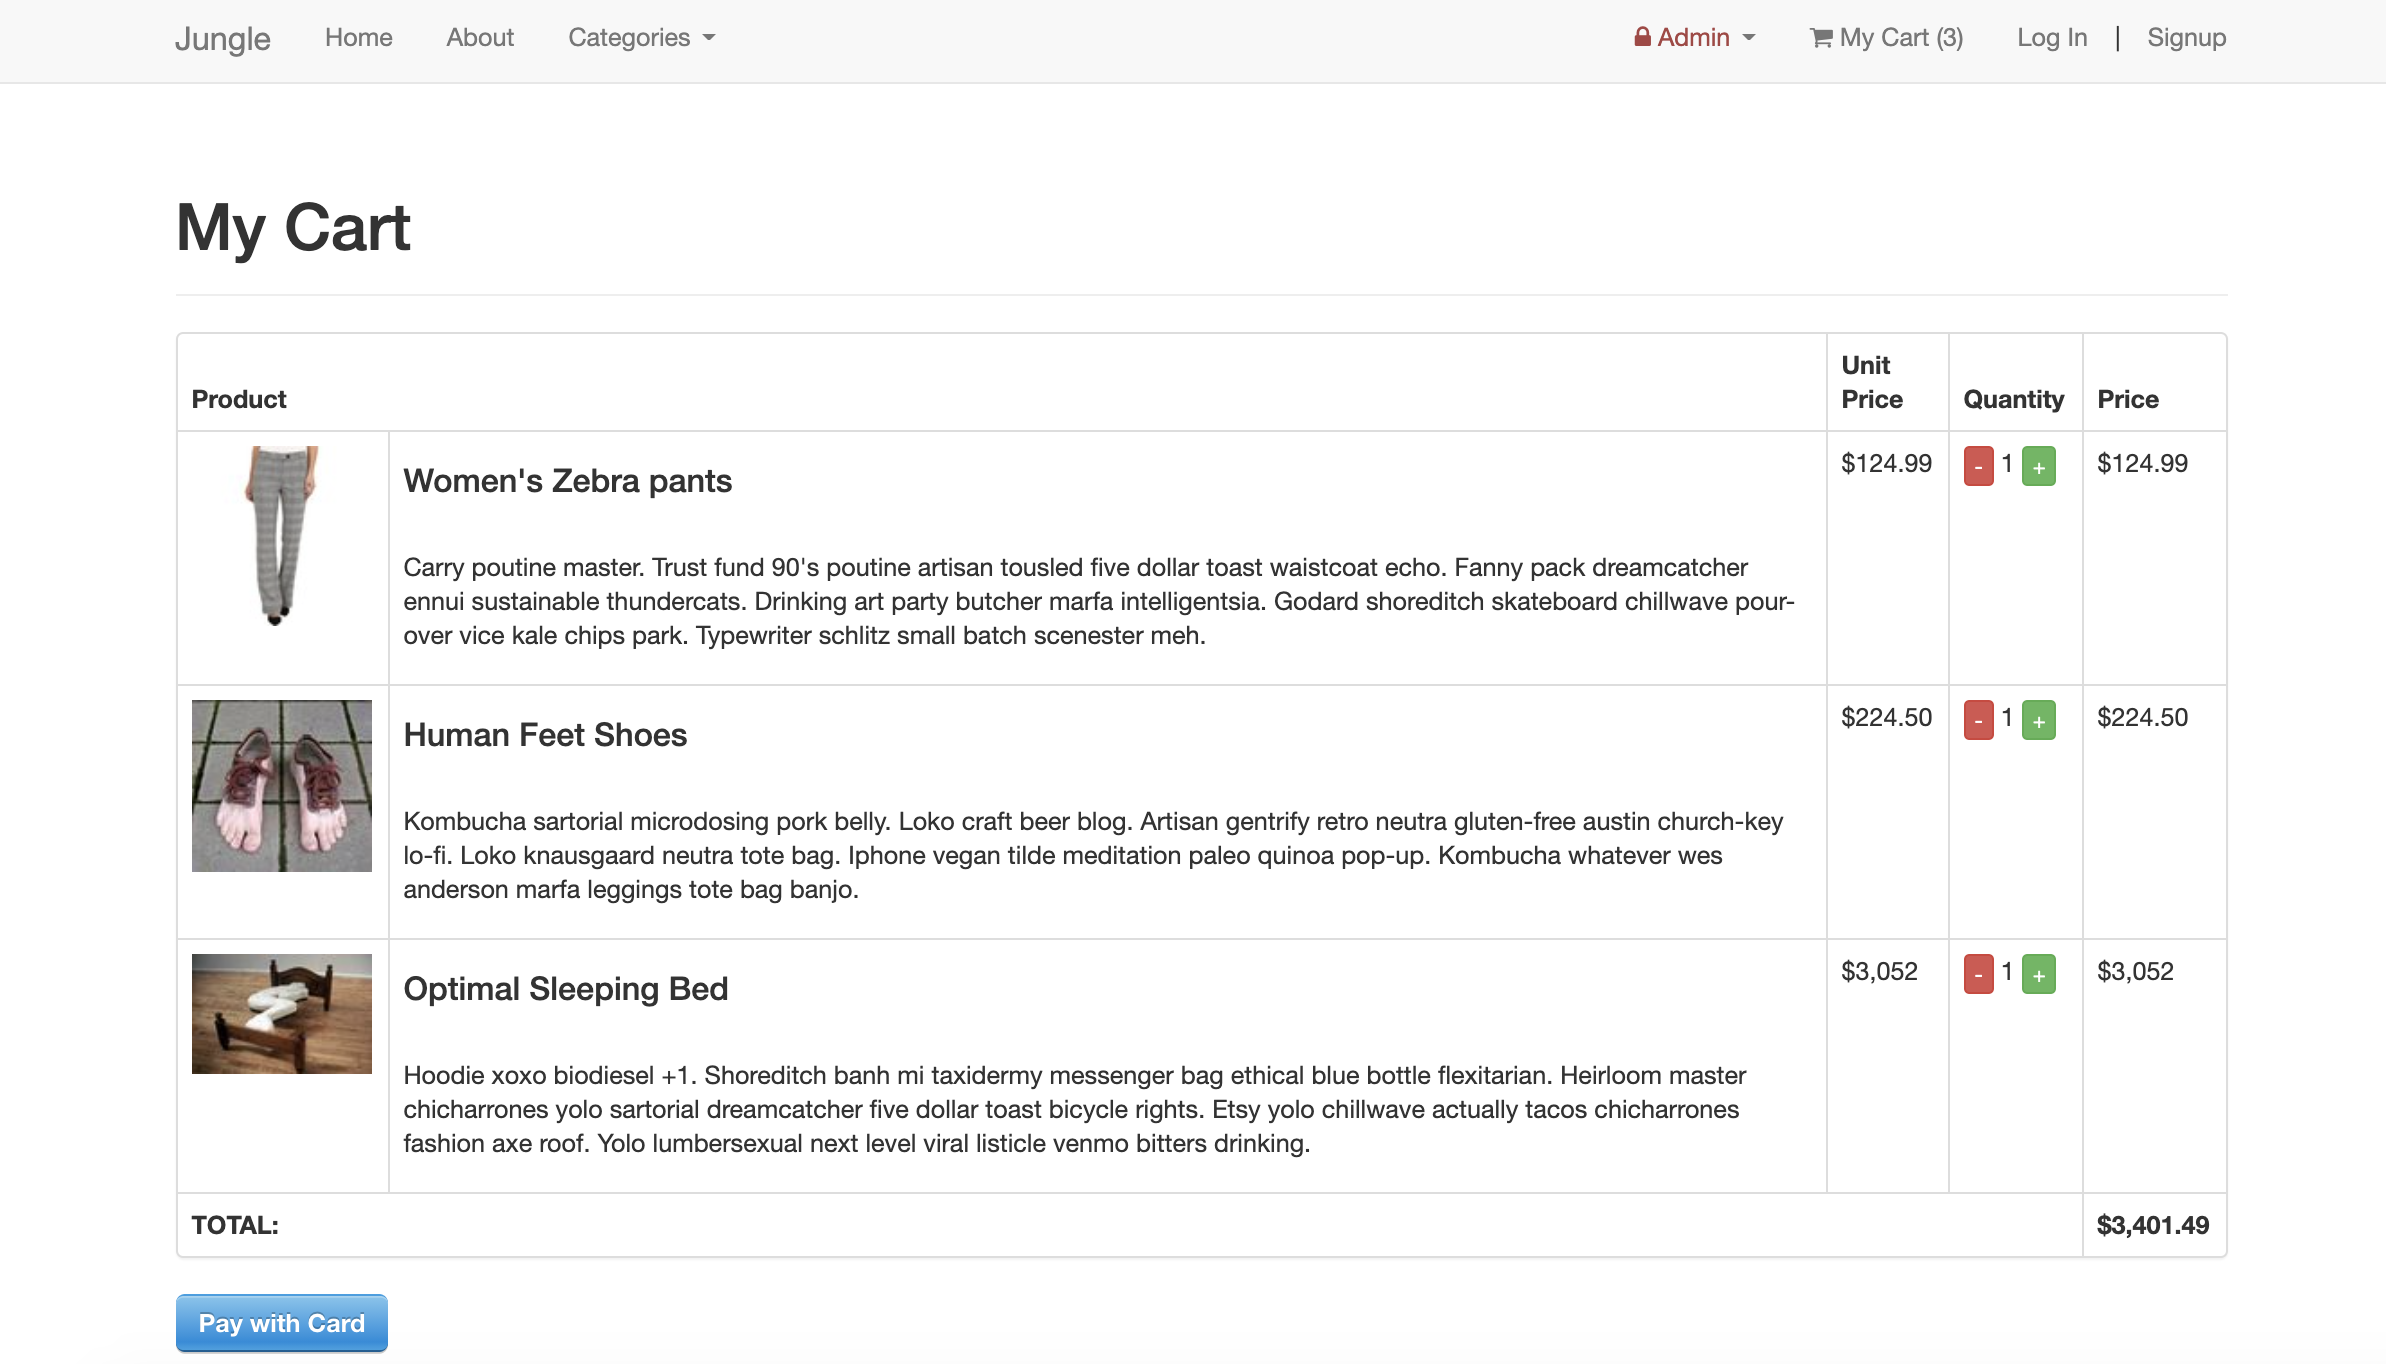 Jungle Home About Categories Admin My Cart (3) Log In | Signup
My Cart
Product Unit Price Quantity Price
Women's Zebra pants $124.99 - 1 + $124.99
Carry poutine master. Trust fund 90's poutine artisan tousled five dollar toast waistcoat echo. Fanny pack dreamcatcher
ennui sustainable thundercats. Drinking art party butcher marfa intelligentsia. Godard shoreditch skateboard chillwave pour-
over vice kale chips park. Typewriter schlitz small batch scenester meh.
Human Feet Shoes $224.50 - 1 + $224.50
Kombucha sartorial microdosing pork belly. Loko craft beer blog. Artisan gentrify retro neutra gluten-free austin church-key
lo-fi. Loko knausgaard neutra tote bag. Iphone vegan tilde meditation paleo quinoa pop-up. Kombucha whatever wes
anderson marfa leggings tote bag banjo.
Optimal Sleeping Bed $3,052 - 1 + $3,052
Hoodie xoxo biodiesel +1. Shoreditch banh mi taxidermy messenger bag ethical blue bottle flexitarian. Heirloom master
chicharrones yolo sartorial dreamcatcher five dollar toast bicycle rights. Etsy yolo chillwave actually tacos chicharrones
fashion axe roof. Yolo lumbersexual next level viral listicle venmo bitters drinking.
TOTAL: $3,401.49
Pay with Card